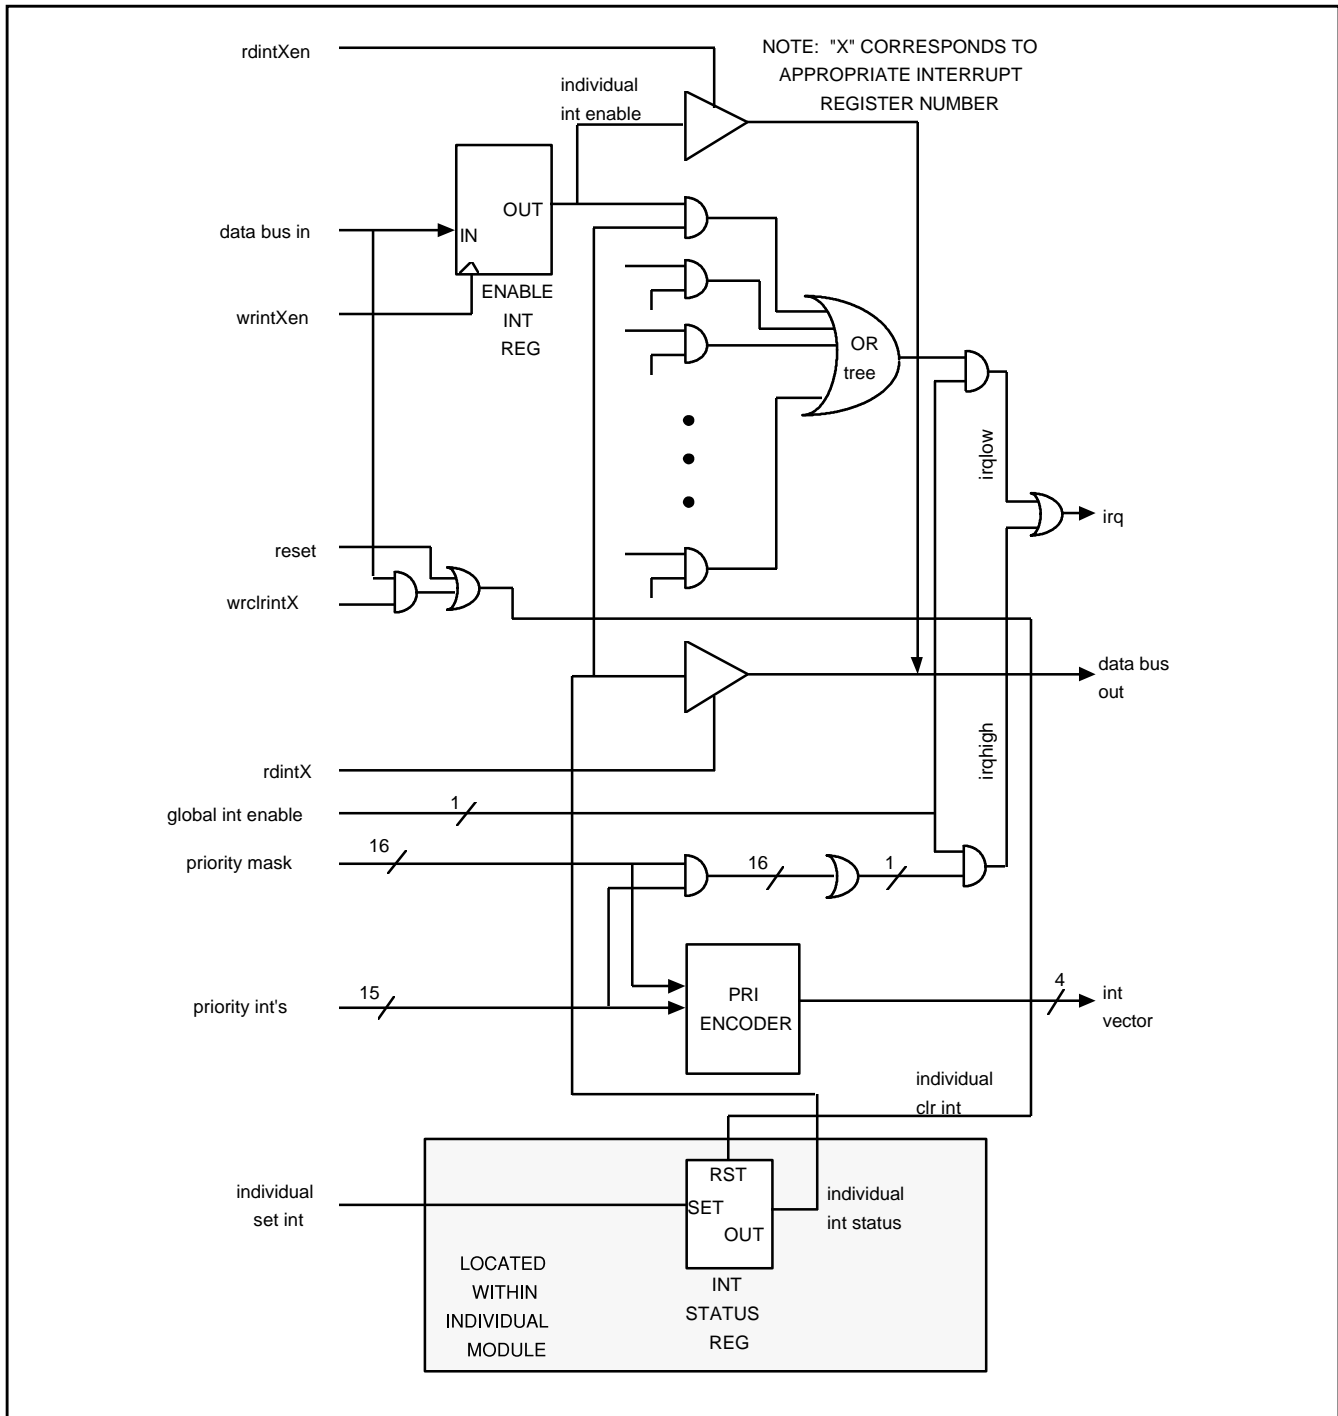 rdintXen
NOTE: "X" CORRESPONDS TO
APPROPRIATE INTERRUPT
REGISTER NUMBER
individual
int enable
OUT
data bus in
IN
ENABLE
INT
REG
wrintXen
OR
tree
irqlow
irq
reset
wrclrintX
data bus
out
irqhigh
rdintX
global int enable
1
priority mask
16
16
1
priority int's
15
PRI
ENCODER
4
int
vector
individual
clr int
RST
individual
set int
SET
OUT
individual
int status
LOCATED
WITHIN
INDIVIDUAL
MODULE
INT
STATUS
REG